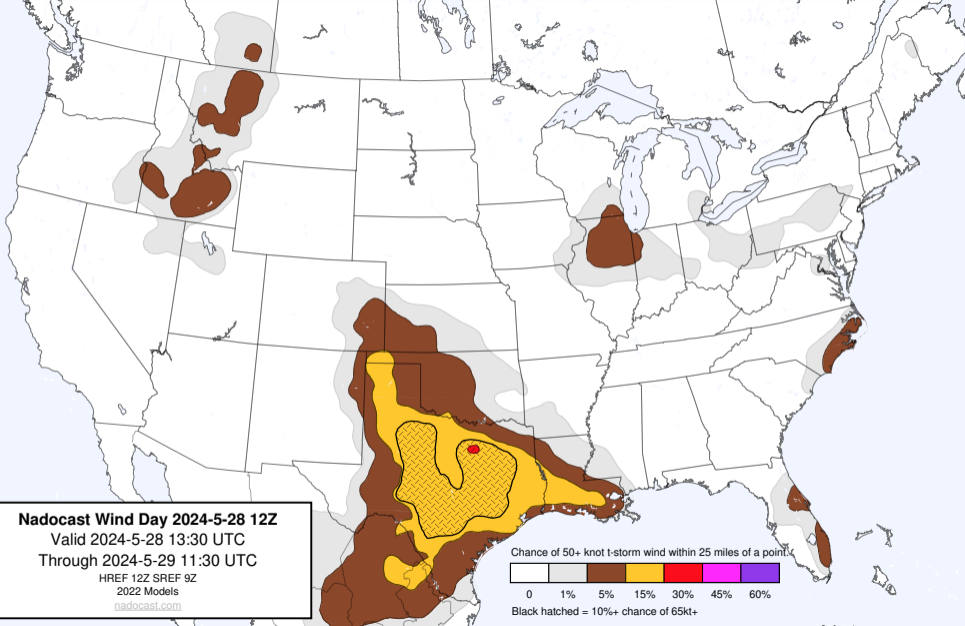 Nadocast Wind Day 2024-5-28 12Z
Valid 2024-5-28 13:30 UTC
Through 2024-5-29 11:30 UTC
HREF 12Z SREF 9Z
2022 Models
nadocast.com
Chance of 50+ knot t-storm wind within 25 miles of a point.
0 1% 5% 15% 30% 45% 60%
Black hatched = 10%+ chance of 65kt+